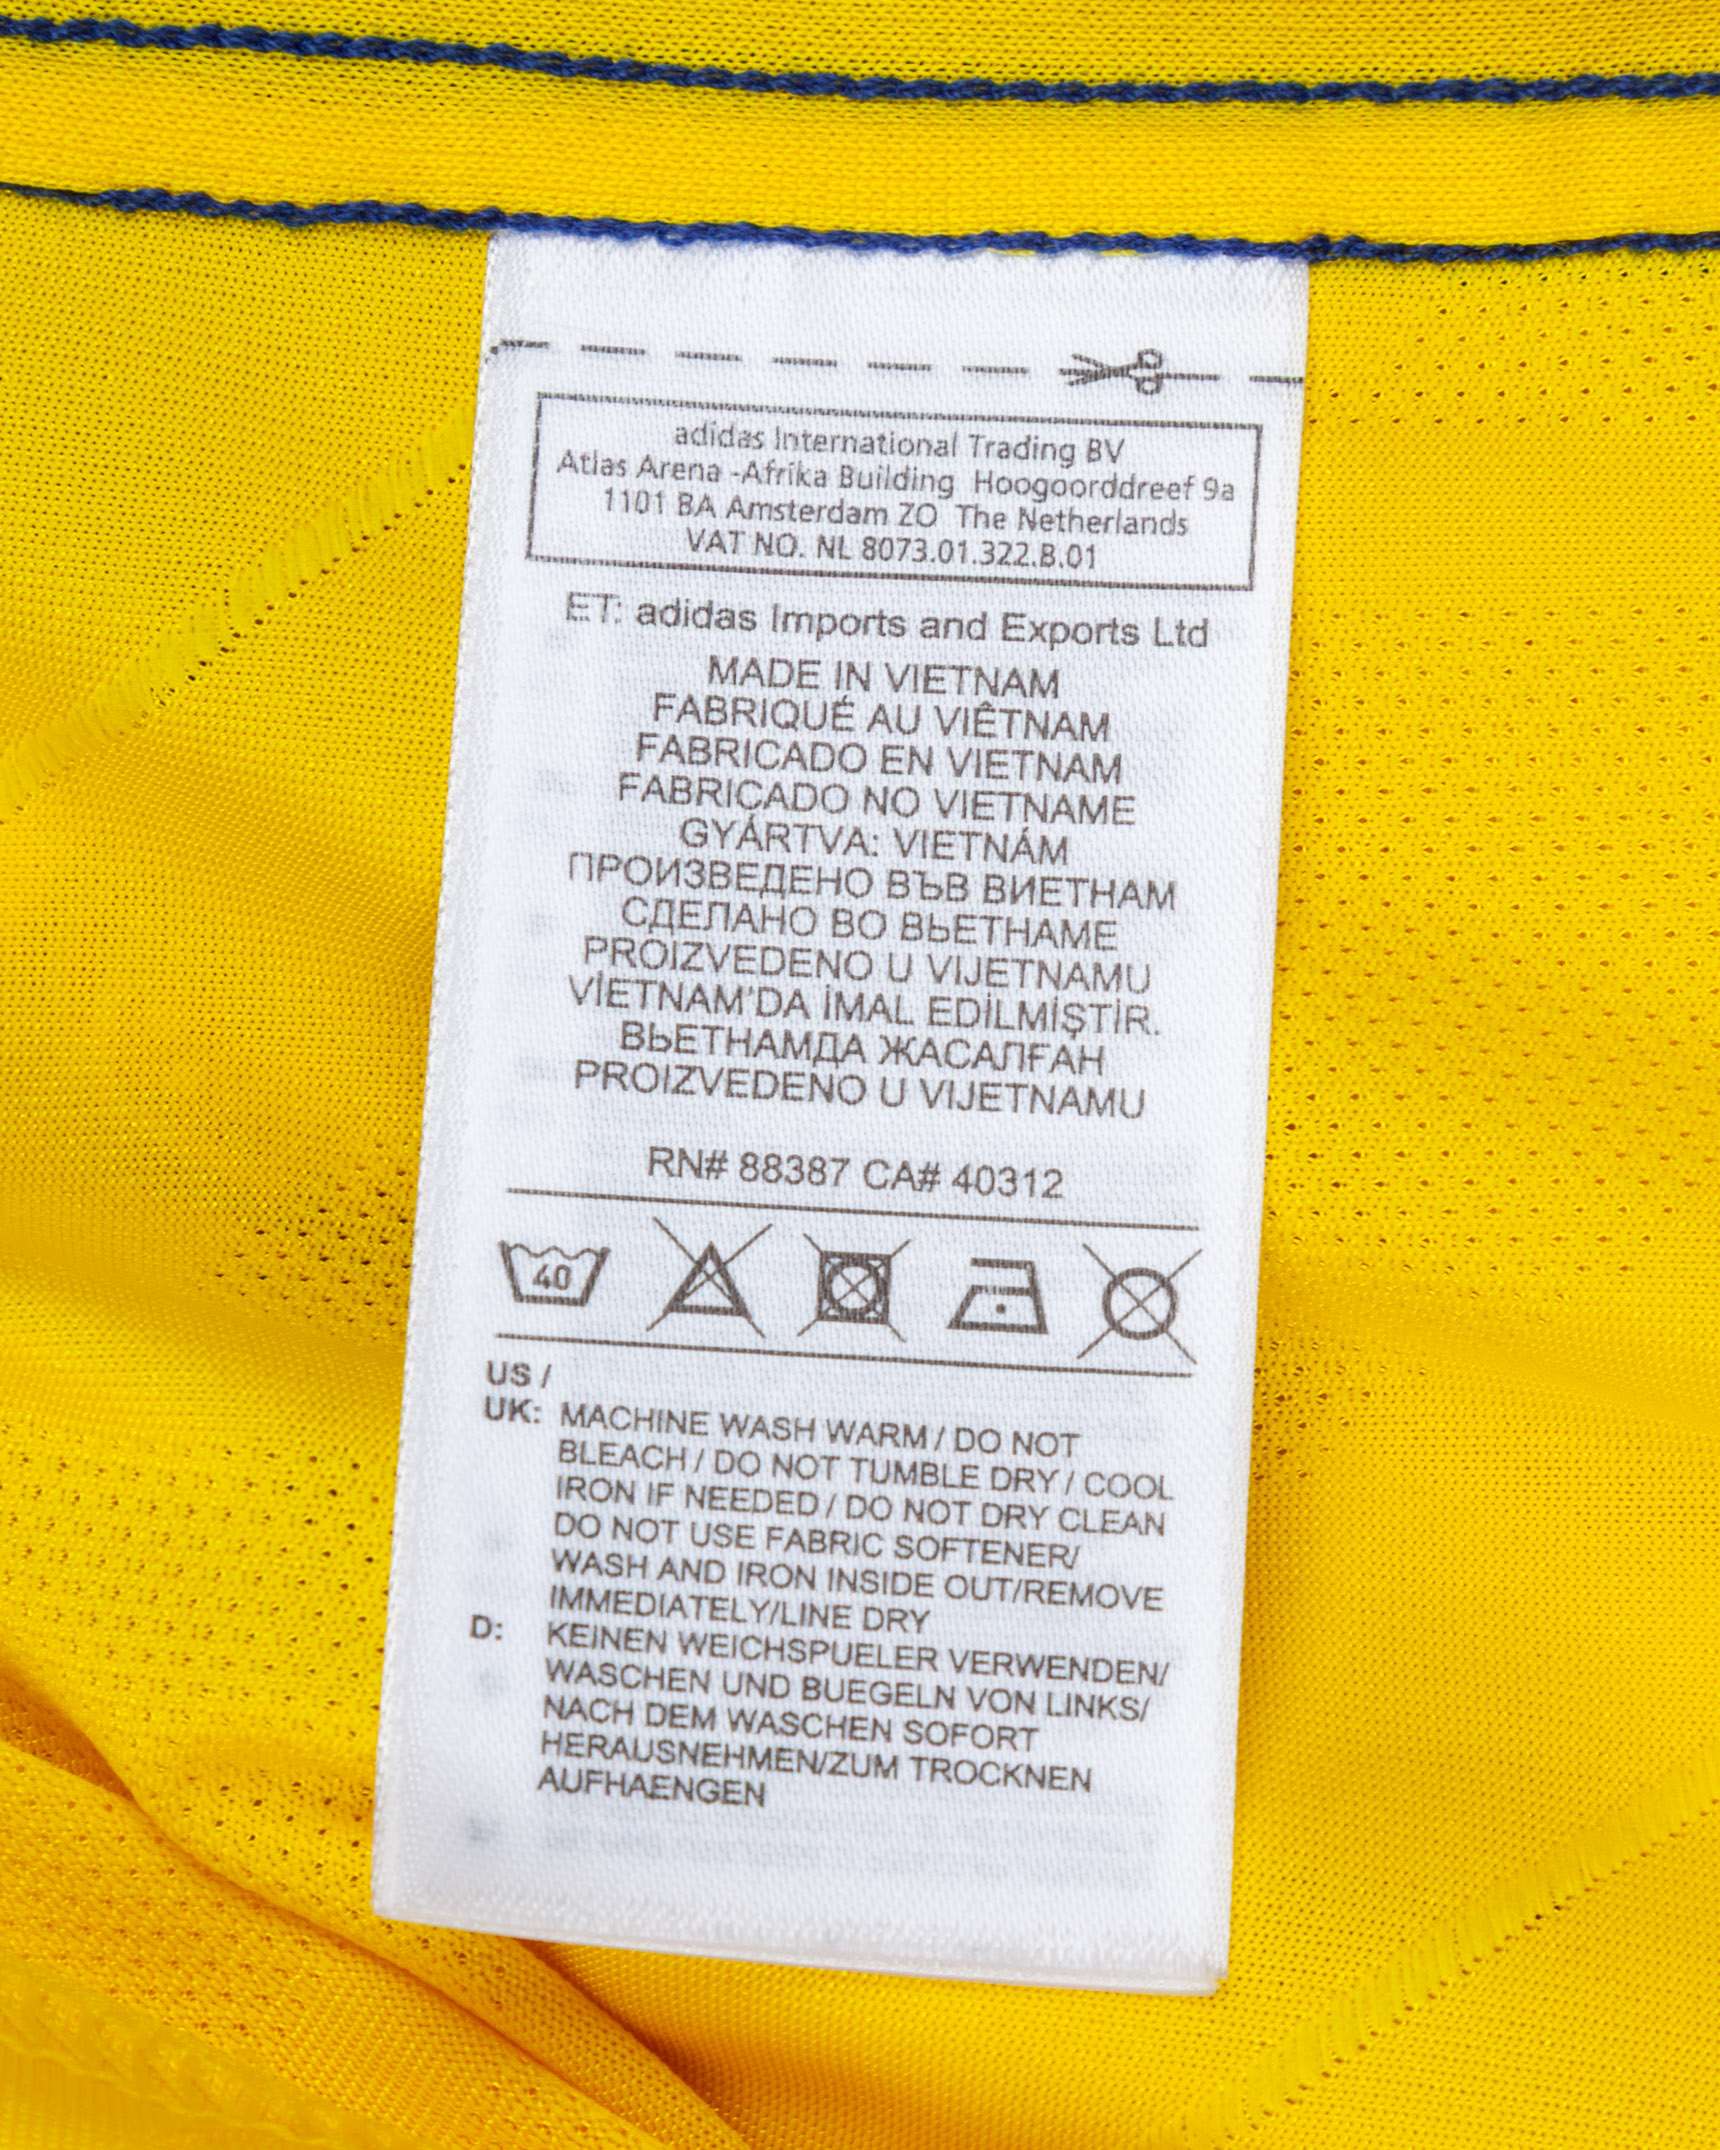 adidas International Trading BV
Atlas Arena -Afrika Building Hoogoorddreef 9a
1101 BA Amsterdam ZO The Netherlands
VAT NO. NL 8073.01.322.B.01
ET: adidas Imports and Exports Ltd
MADE IN VIETNAM
FABRIQUÉ AU VIÊTNAM
FABRICADO EN VIETNAM
FABRICADO NO VIETNAME
GYÁRTVA: VIETNÁM
ПРОИЗВЕДЕНО ВЪВ ВИЕТНАМ
СДЕЛАНО ВО ВЬЕТНАМЕ
PROIZVEDENO U VIJETNAMU
VİETNAM'DA İMAL EDİLMİŞTİR.
ВЬЕТНАМДА ЖАСАЛҒАН
PROIZVEDENO U VIJETNAMU
RN# 88387 CA# 40312
40
US /
UK: MACHINE WASH WARM / DO NOT
BLEACH / DO NOT TUMBLE DRY / COOL
IRON IF NEEDED / DO NOT DRY CLEAN
DO NOT USE FABRIC SOFTENER/
WASH AND IRON INSIDE OUT/REMOVE
IMMEDIATELY/LINE DRY
D: KEINEN WEICHSPUELER VERWENDEN/
WASCHEN UND BUEGELN VON LINKS/
NACH DEM WASCHEN SOFORT
HERAUSNEHMEN/ZUM TROCKNEN
AUFHAENGEN